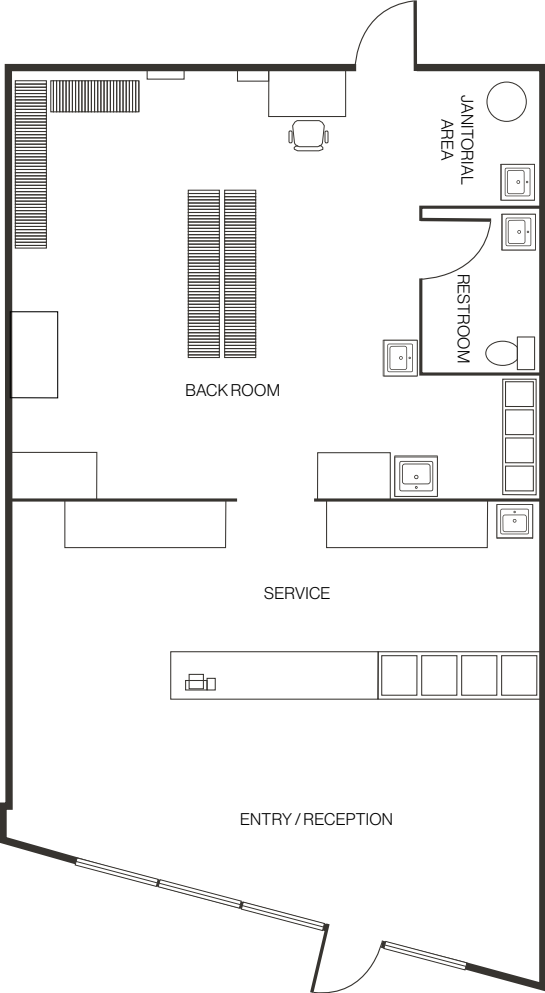 JANITORIAL
AREA
RESTROOM
BACK ROOM
SERVICE
ENTRY / RECEPTION